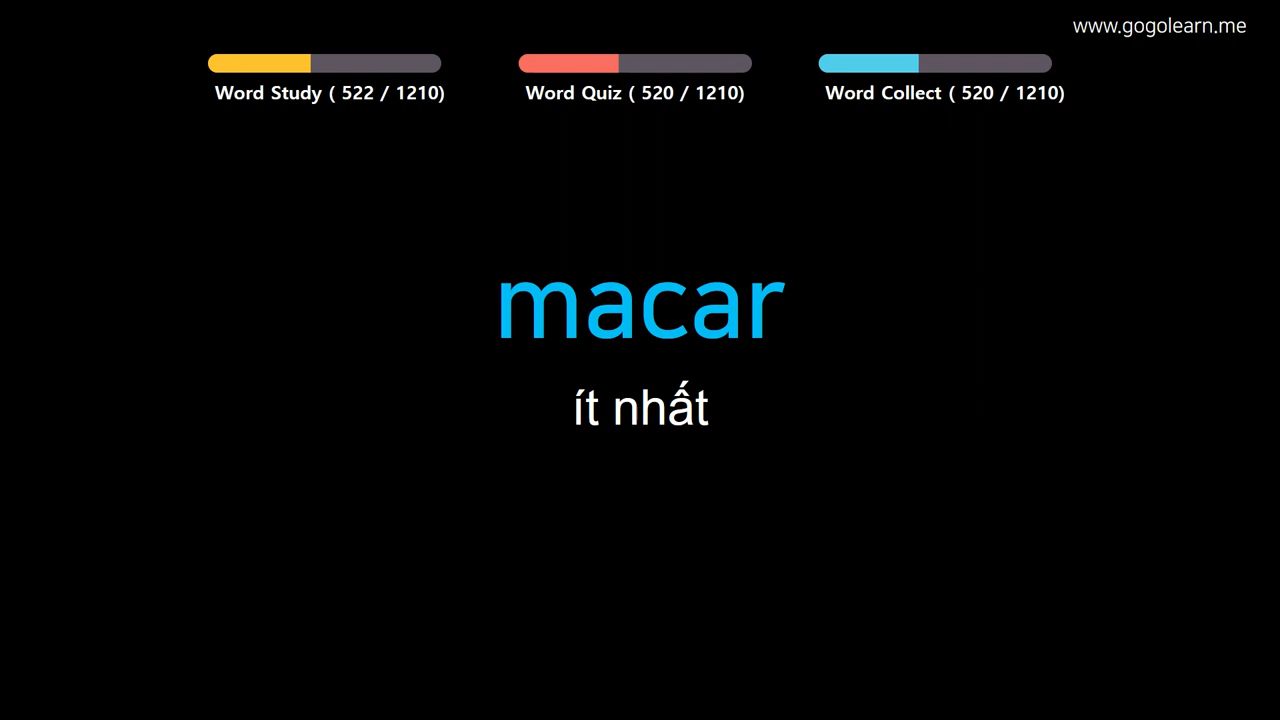 www.gogolearn.me
Word Study ( 522 / 1210)
Word Quiz ( 520 / 1210)
Word Collect ( 520 / 1210)
macar
ít nhất